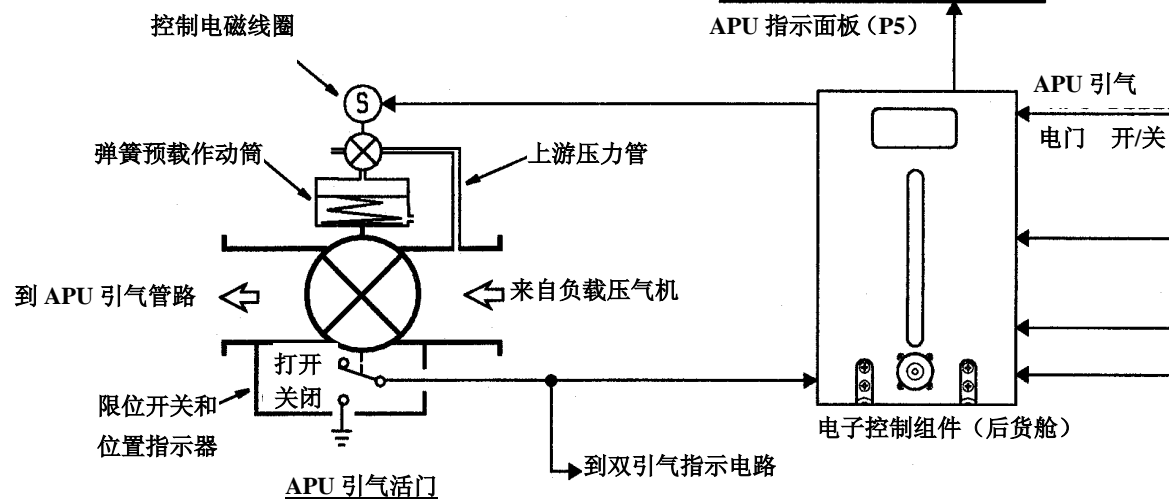 控制电磁线圈
APU 指示面板（P5）
S
APU 引气
电门 开/关
弹簧预载作动筒
上游压力管
到 APU 引气管路
来自负载压气机
打开
关闭
限位开关和
位置指示器
电子控制组件（后货舱）
到双引气指示电路
APU 引气活门